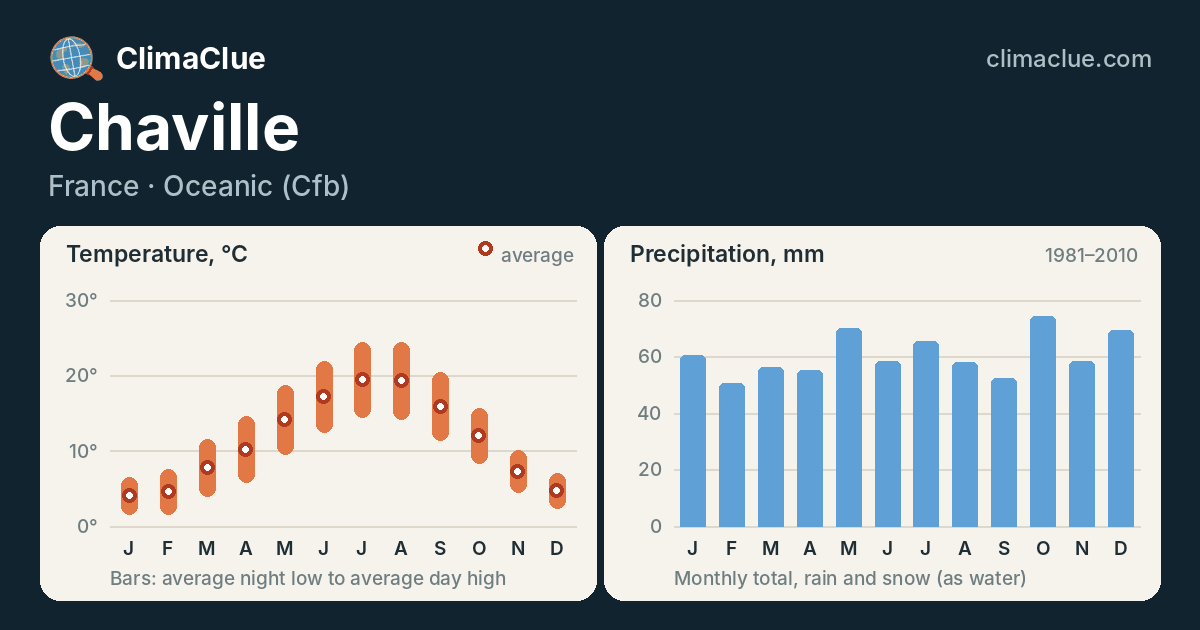 ClimaClue
climaclue.com
Chaville
France · Oceanic (Cfb)
Temperature, °C
average
30°
20°
10°
0°
J F M A M J J A S O N D
Bars: average night low to average day high
Precipitation, mm
1981–2010
80
60
40
20
0
J F M A M J J A S O N D
Monthly total, rain and snow (as water)